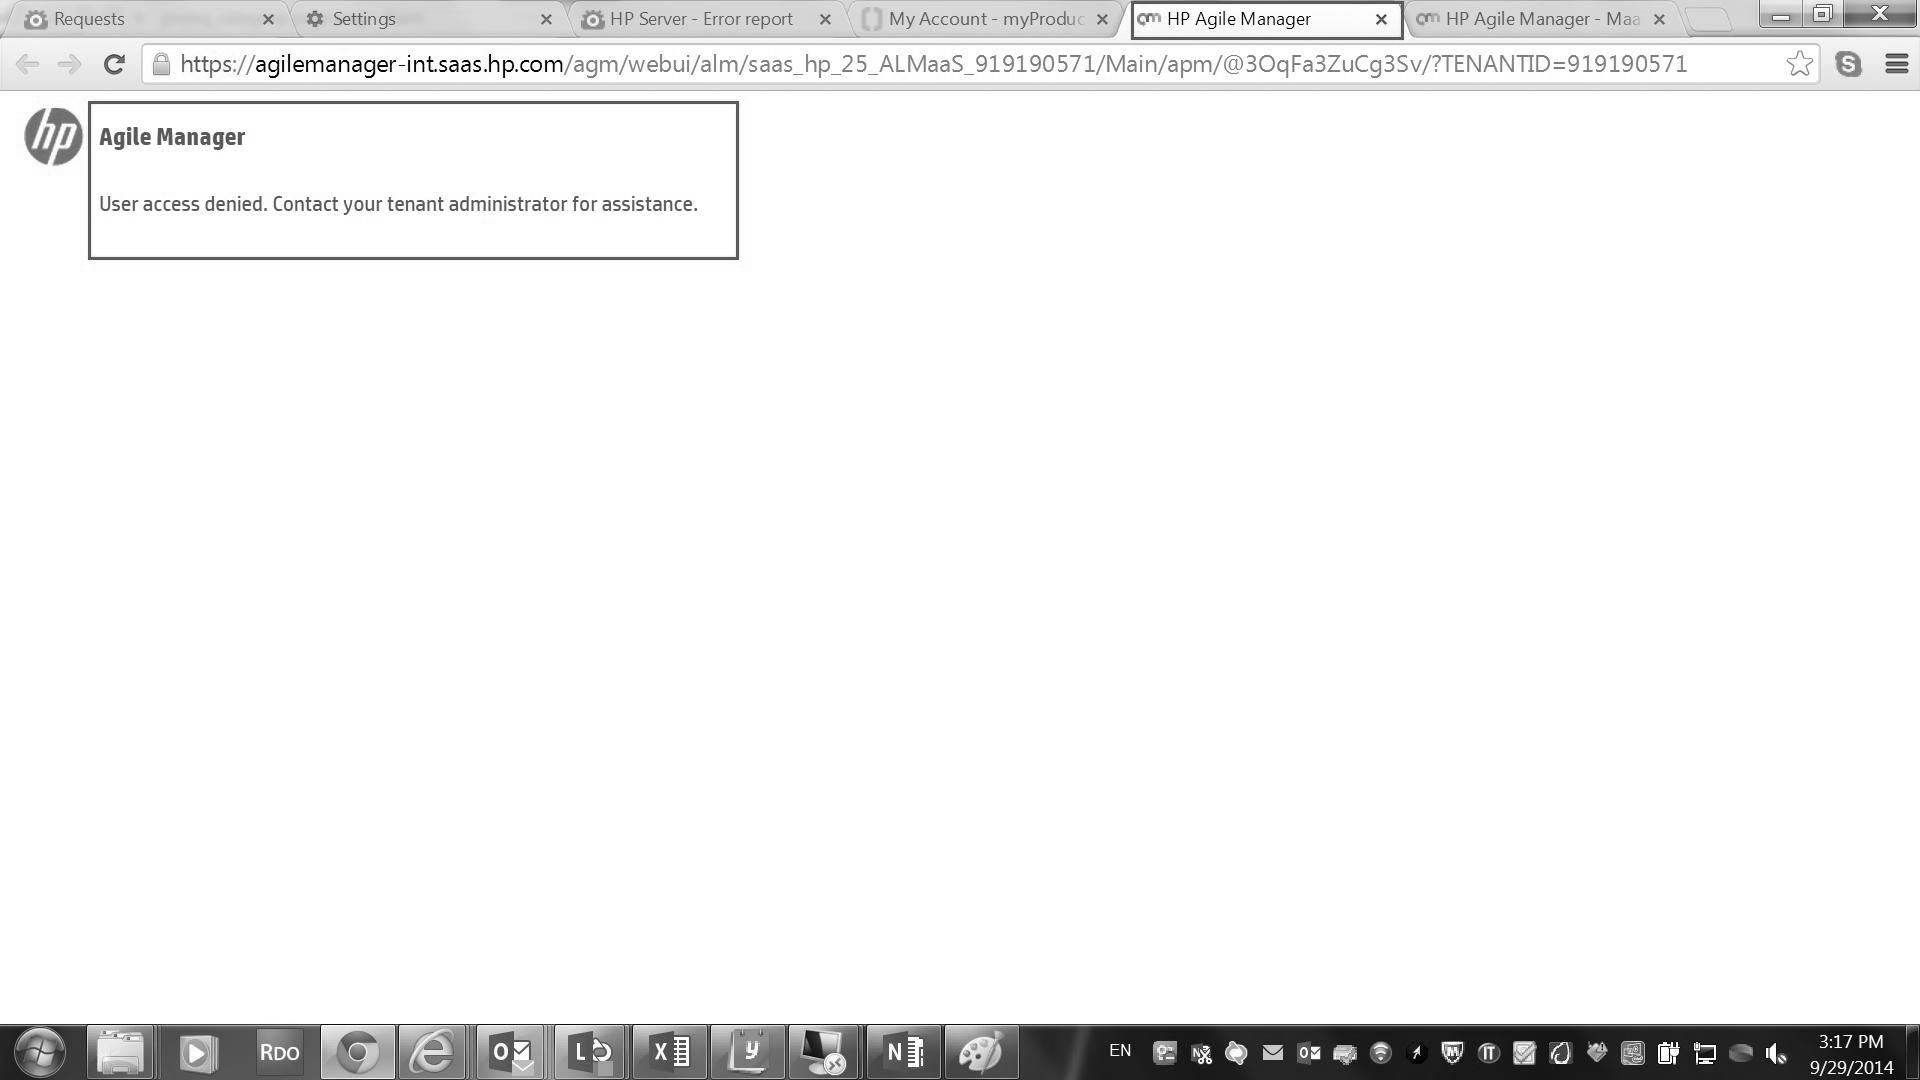 Requests
Settings
HP Server - Error report
My Account - myProduc
HP Agile Manager
HP Agile Manager - Maa
https://agilemanager-int.saas.hp.com/agm/webui/alm/saas_hp_25_ALMaaS_919190571/Main/apm/@3OqFa3ZuCg3Sv/?TENANTID=919190571
hp
Agile Manager
User access denied. Contact your tenant administrator for assistance.
RDO
EN
3:17 PM
9/29/2014